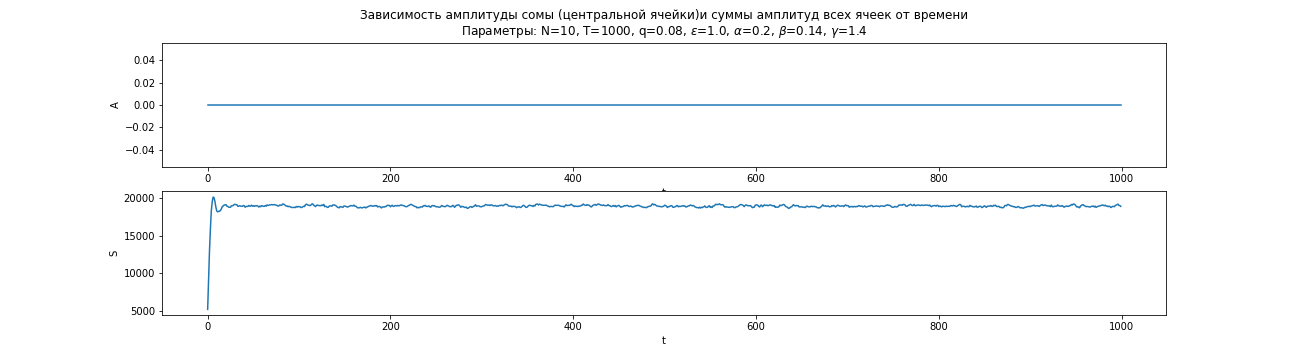 Зависимость амплитуды сомы (центральной ячейки)и суммы амплитуд всех ячеек от времени
Параметры: N=10, T=1000, q=0.08, ε=1.0, α=0.2, β=0.14, γ=1.4
0.04
0.02
0.00
−0.02
−0.04
A
0 200 400 600 800 1000
20000
15000
10000
5000
S
0 200 400 600 800 1000
t